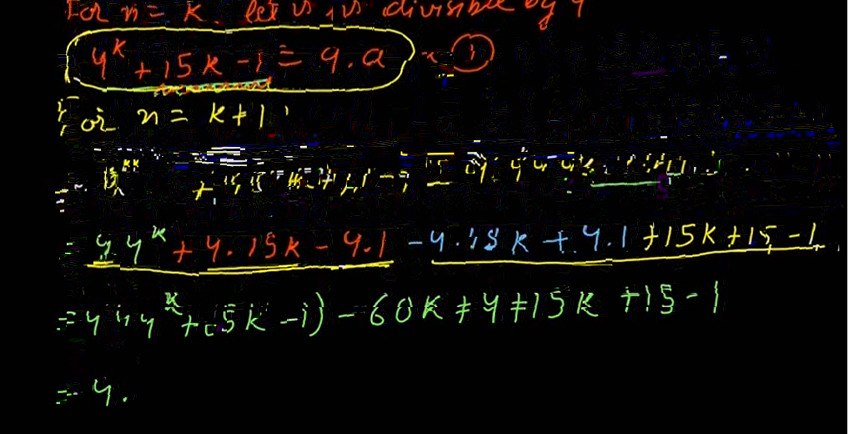 For n = k, let it is divisible by 9
4^k + 15k - 1 = 9.a - (1)
For n = k+1
= 4.4^k + 4.15k - 4.1 - 4.15k + 4.1 + 15k + 15 - 1
= 4(4^k + 15k - 1) - 60k + 4 + 15k + 15 - 1
= 4.